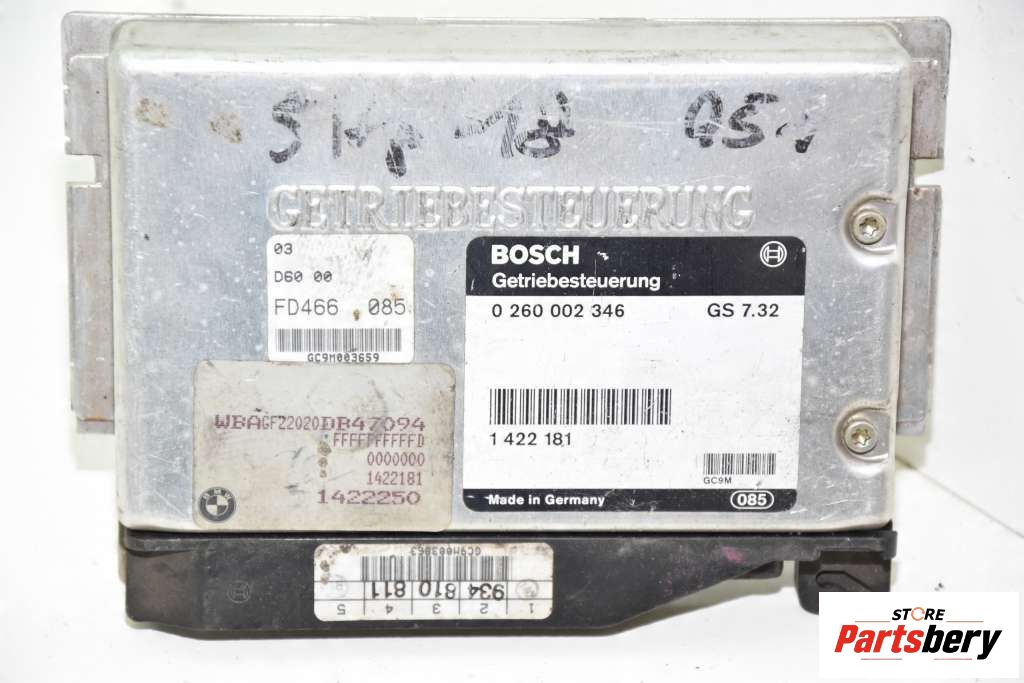 GETRIEBESTEUERUNG
03
D60 00
FD466 085
GC9M003659
BOSCH
Getriebesteuerung
0 260 002 346 GS 7.32
1 422 181
GC9M
Made in Germany 085
WBAGF22020DB47094
FFFFFFFFFFD
0000000
1422181
1422250
BMW
GC9M003863
934 810 811
1 2 3 4 5
STORE
Partsbery